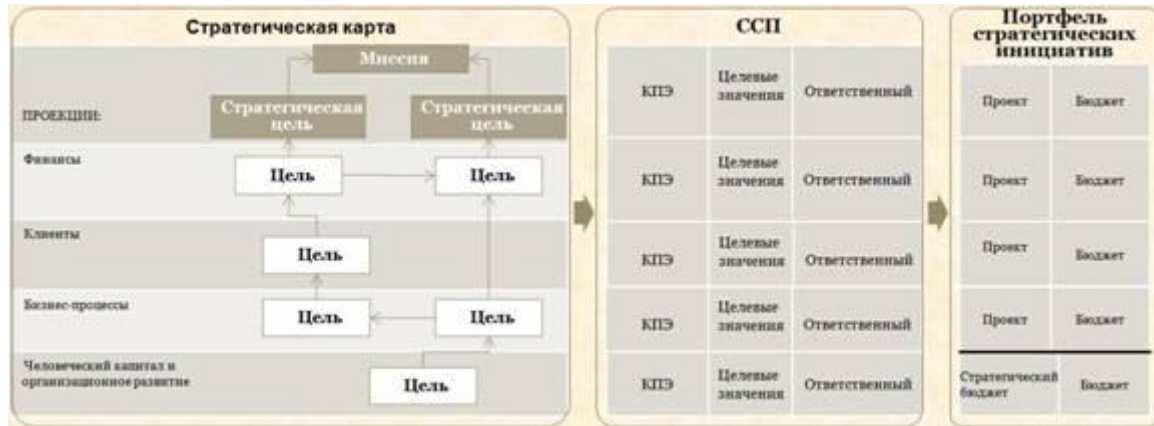 Стратегическая карта
Миссия
ПРОЕКЦИИ:
Стратегическая
цель
Стратегическая
цель
Финансы
Цель
Цель
Клиенты
Цель
Бизнес-процессы
Цель
Цель
Человеческий капитал и
организационное развитие
Цель
ССП
КПЭ
Целевые
значения
Ответственный
КПЭ
Целевые
значения
Ответственный
КПЭ
Целевые
значения
Ответственный
КПЭ
Целевые
значения
Ответственный
КПЭ
Целевые
значения
Ответственный
Портфель
стратегических
инициатив
Проект
Бюджет
Проект
Бюджет
Проект
Бюджет
Проект
Бюджет
Стратегический
бюджет
Бюджет